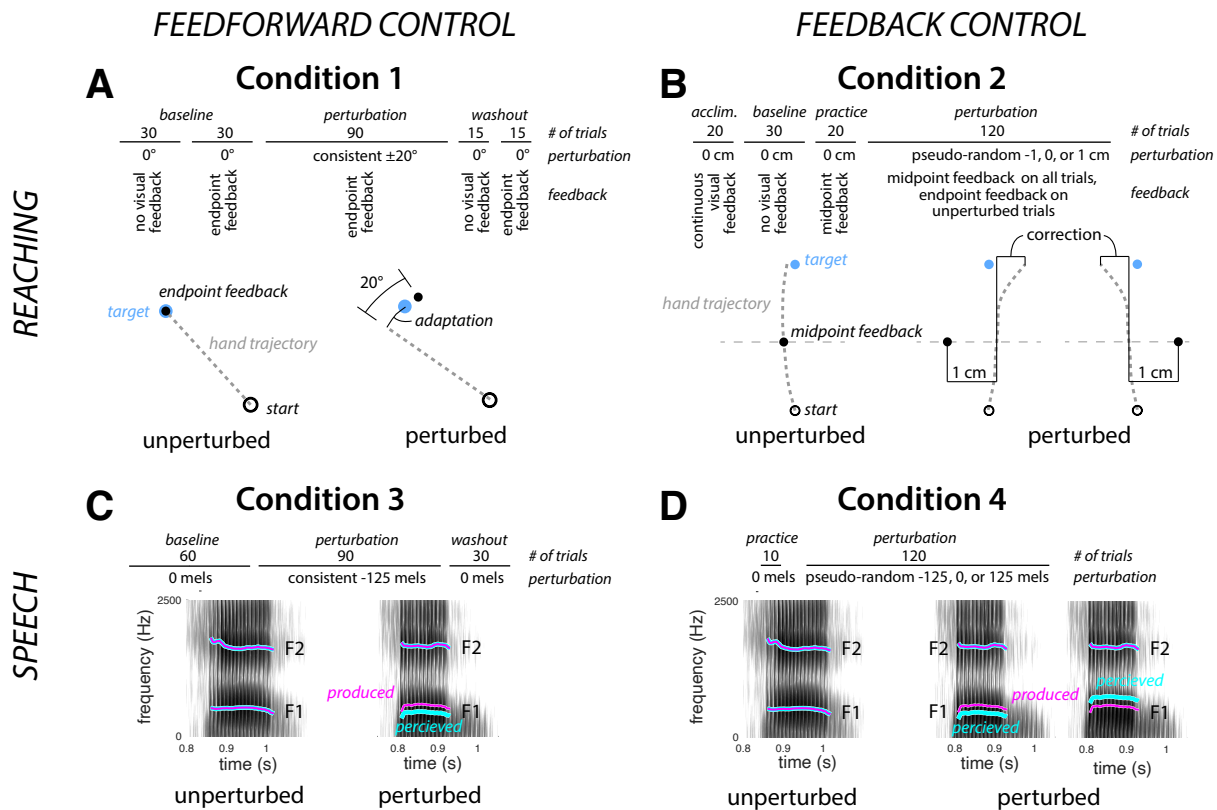 FEEDFORWARD CONTROL
FEEDBACK CONTROL
REACHING
A
Condition 1
baseline
perturbation
washout
30
30
90
15
15
# of trials
0°
0°
consistent ±20°
0°
0°
perturbation
no visual
feedback
endpoint
feedback
endpoint
feedback
no visual
feedback
endpoint
feedback
feedback
endpoint feedback
target
hand trajectory
start
unperturbed
20°
adaptation
perturbed
B
Condition 2
acclim.
baseline
practice
perturbation
20
30
20
120
# of trials
0 cm
0 cm
0 cm
pseudo-random -1, 0, or 1 cm
perturbation
continuous
visual
feedback
no visual
feedback
midpoint
feedback
midpoint feedback on all trials,
endpoint feedback on
unperturbed trials
feedback
correction
target
hand trajectory
midpoint feedback
1 cm
1 cm
start
unperturbed
perturbed
SPEECH
C
Condition 3
baseline
perturbation
washout
60
90
30
# of trials
0 mels
consistent -125 mels
0 mels
perturbation
2500
frequency (Hz)
0
F2
F1
0.8
0.9
1
time (s)
unperturbed
F2
produced
F1
percieved
0.8
0.9
1
time (s)
perturbed
D
Condition 4
practice
perturbation
10
120
# of trials
0 mels
pseudo-random -125, 0, or 125 mels
perturbation
2500
frequency (Hz)
0
F2
F1
0.8
0.9
1
time (s)
unperturbed
F2
F1
percieved
0.8
0.9
1
time (s)
produced
percieved
F2
F1
0.8
0.9
1
time (s)
perturbed